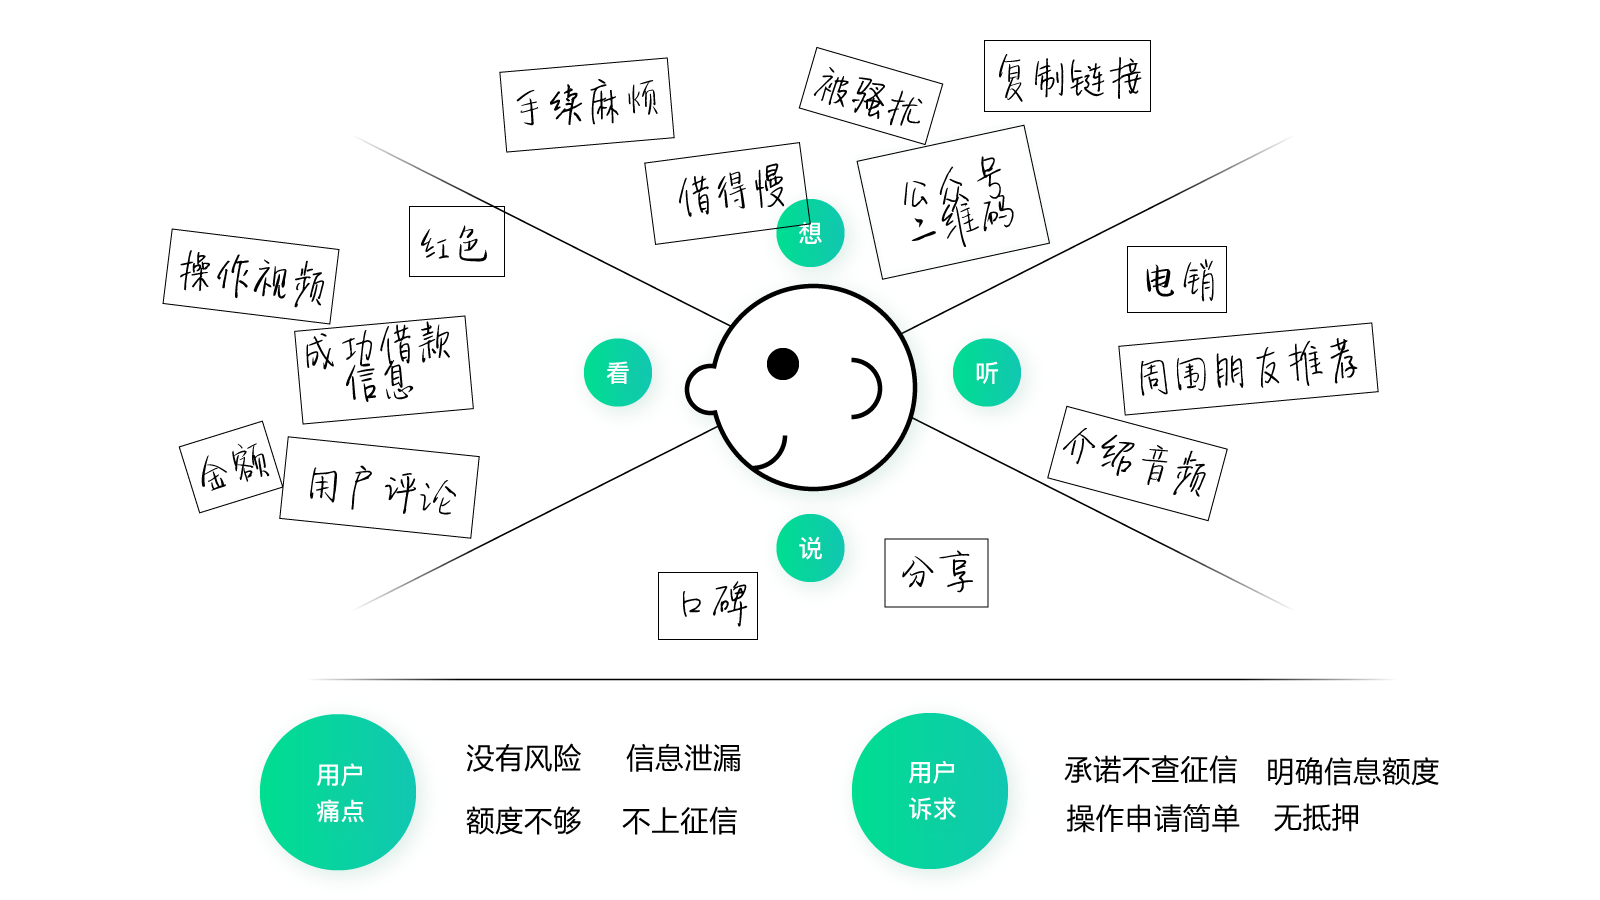 手续麻烦
被骚扰
复制链接
借得慢
公众号
二维码
想
红色
操作视频
成功借款
信息
金额
用户评论
看
听
电销
周围朋友推荐
介绍音频
说
口碑
分享
用户
痛点
没有风险 信息泄漏
额度不够 不上征信
用户
诉求
承诺不查征信 明确信息额度
操作申请简单 无抵押